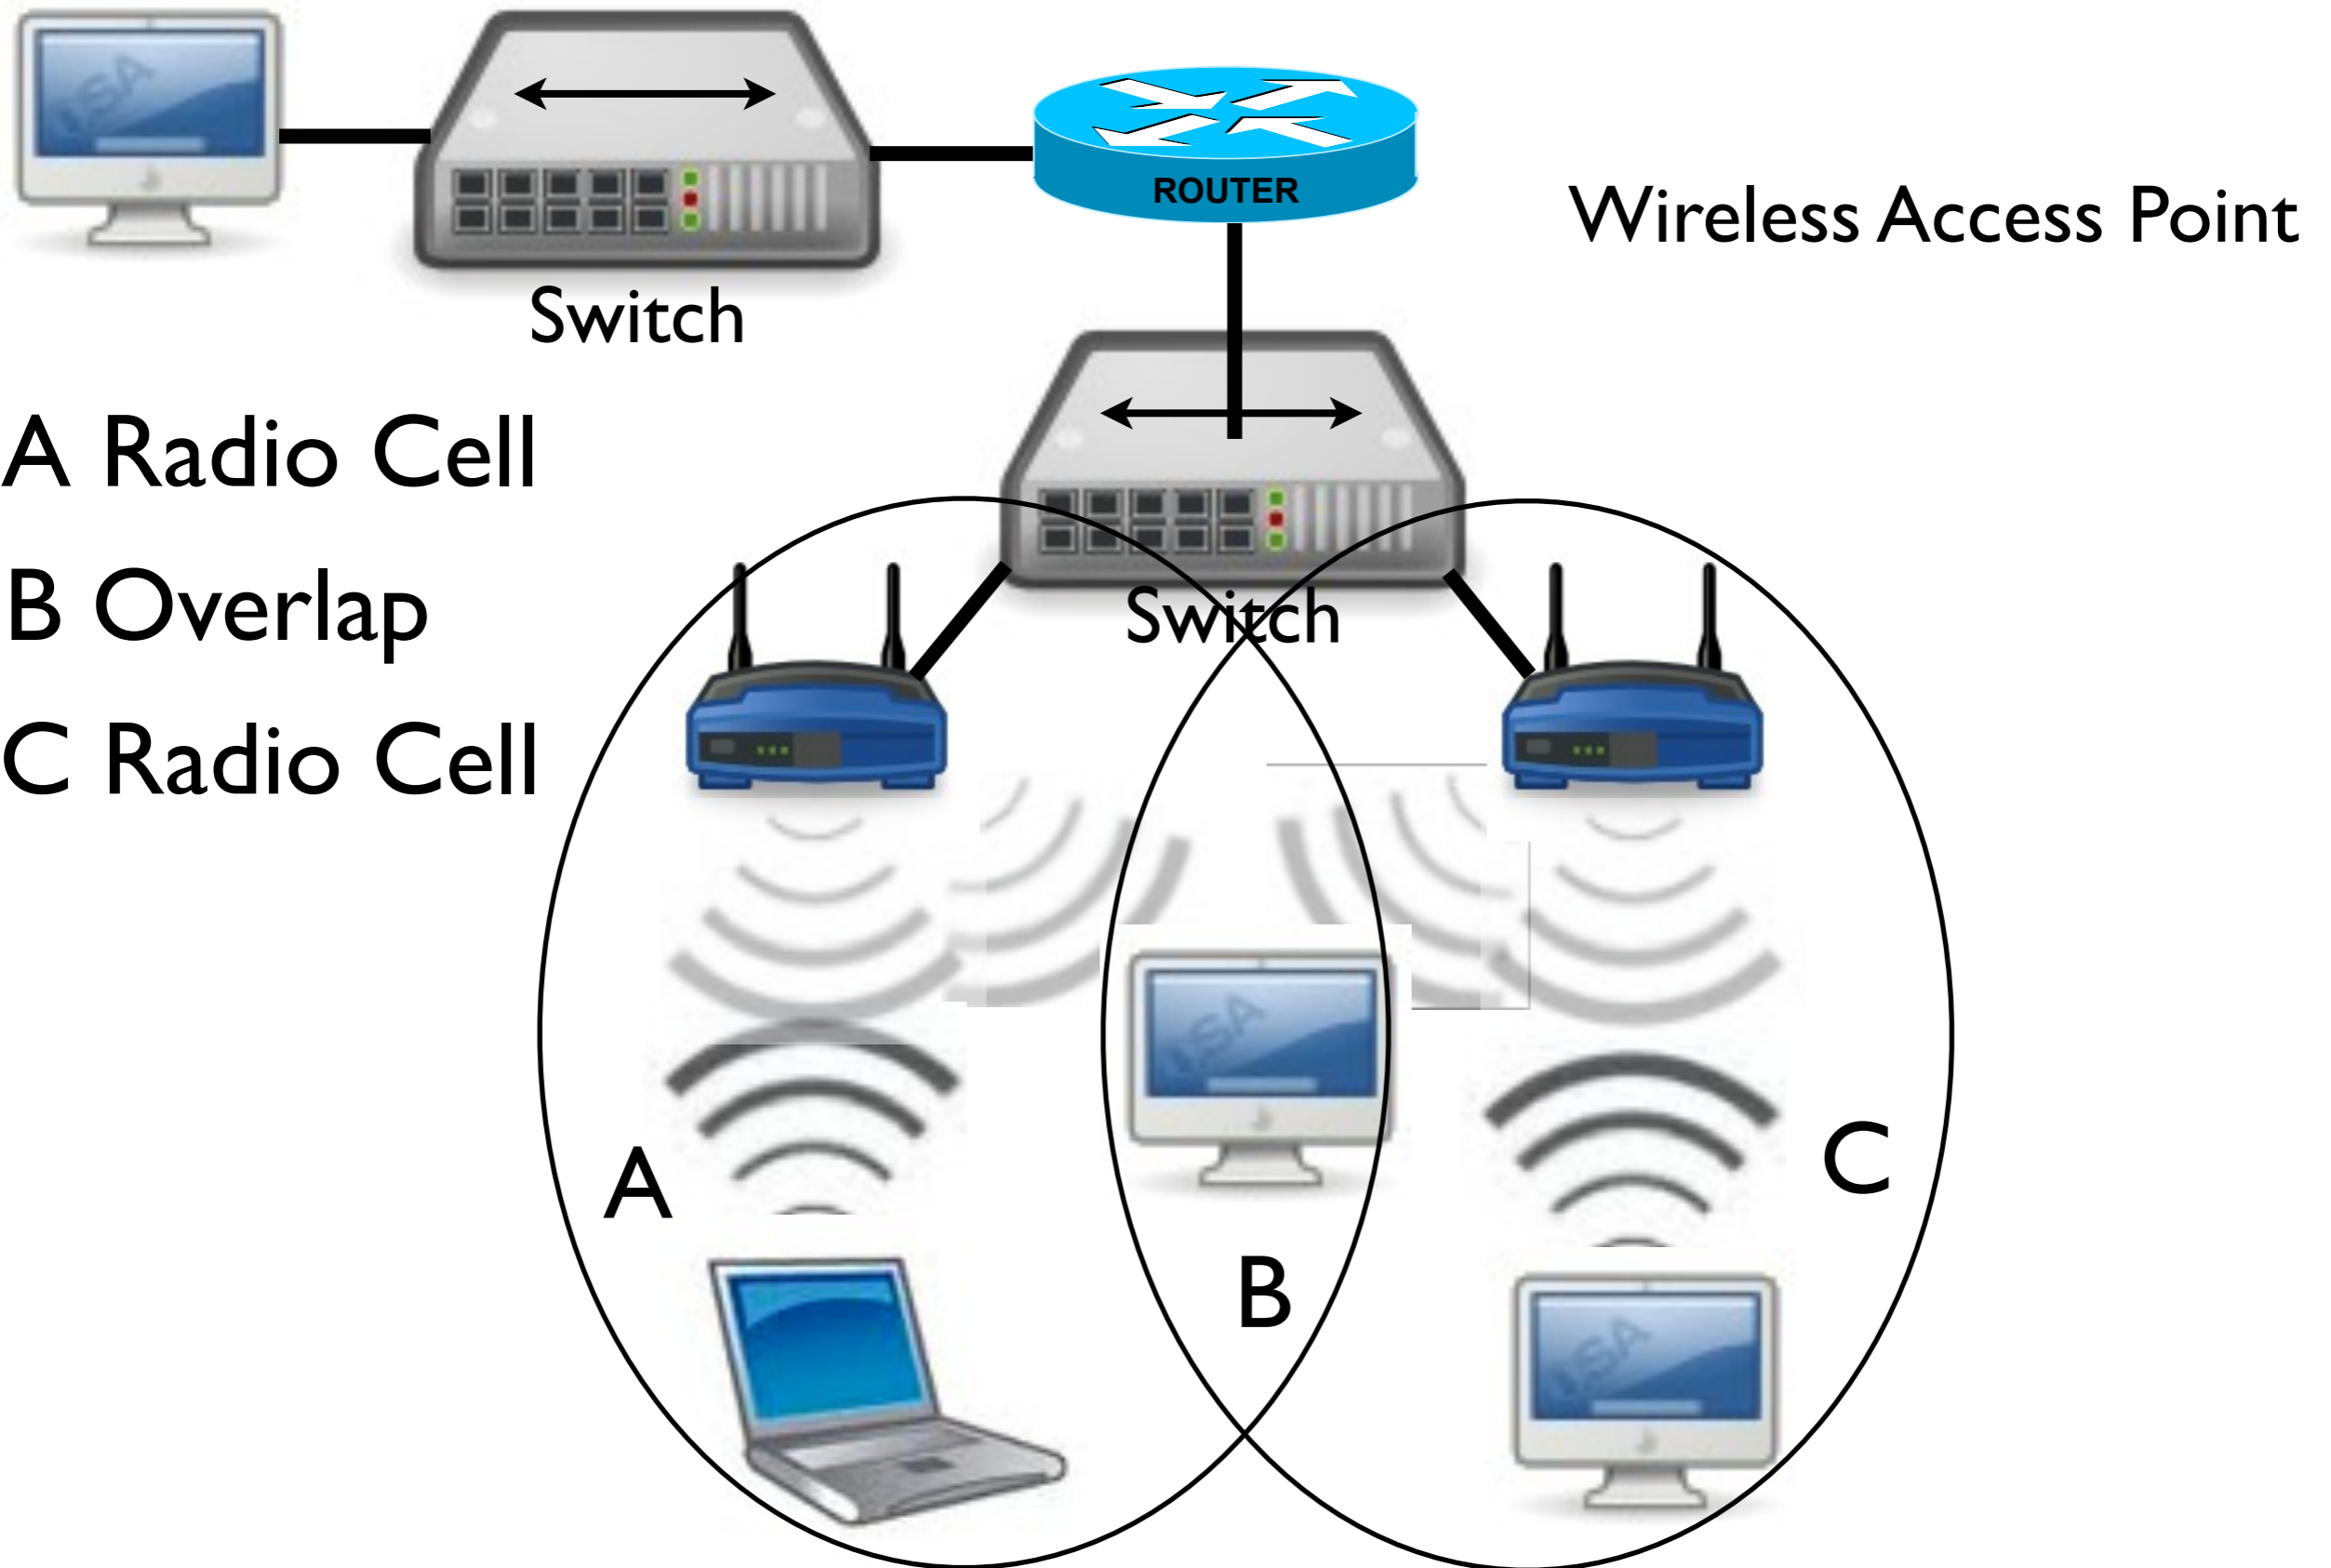 ROUTER
Wireless Access Point
Switch
A Radio Cell
B Overlap
C Radio Cell
Switch
A
B
C